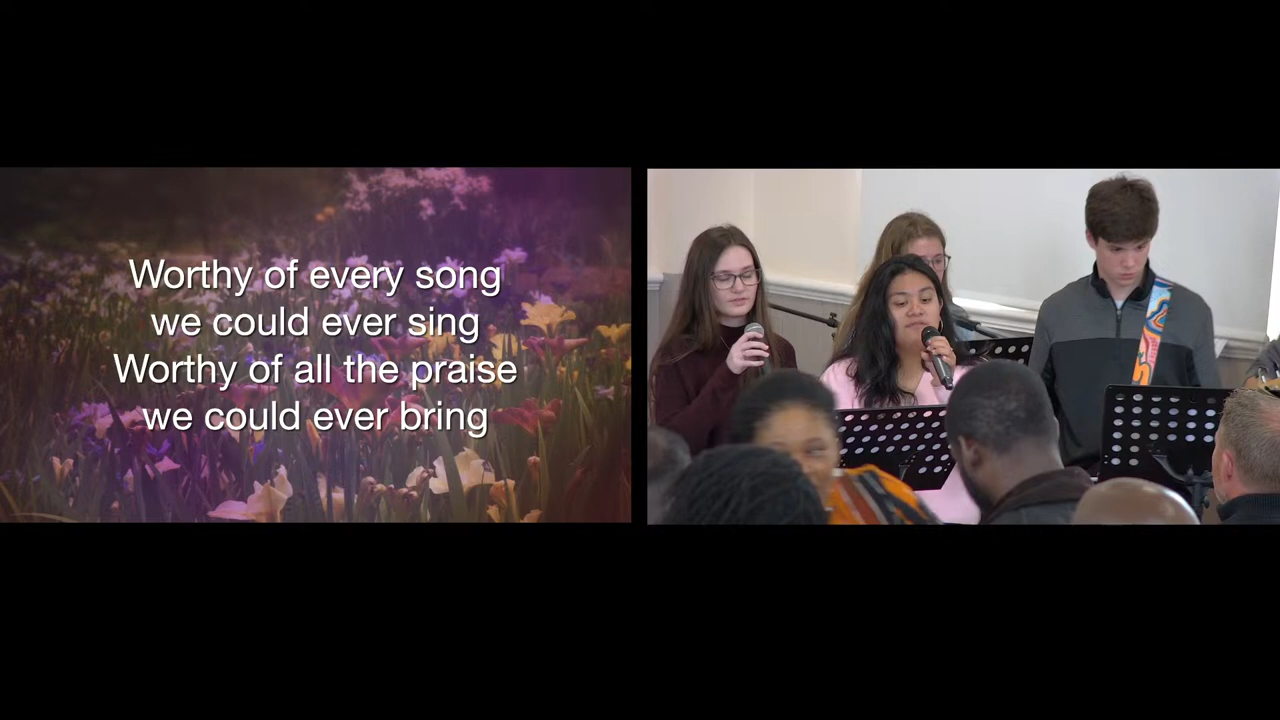 Worthy of every song
we could ever sing
Worthy of all the praise
we could ever bring